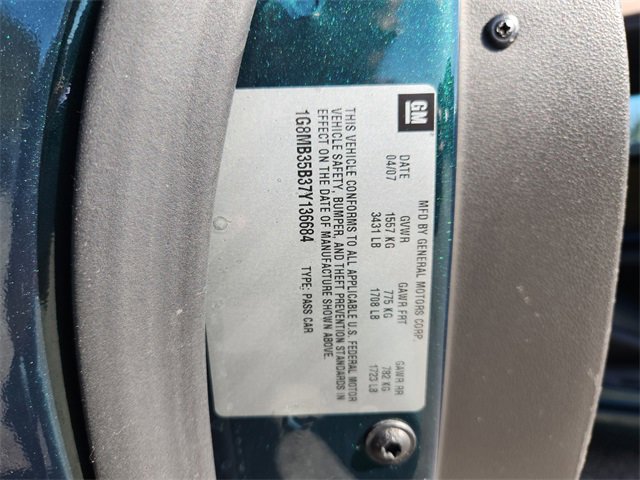 GM
MFD BY GENERAL MOTORS CORP.
DATE GVWR GAWR FRT GAWR RR
04/07 1557 KG 775 KG 782 KG
3431 LB 1708 LB 1723 LB
THIS VEHICLE CONFORMS TO ALL APPLICABLE U.S. FEDERAL MOTOR
VEHICLE SAFETY, BUMPER, AND THEFT PREVENTION STANDARDS IN
EFFECT ON THE DATE OF MANUFACTURE SHOWN ABOVE.
1G8MB35B37Y136684 TYPE: PASS CAR